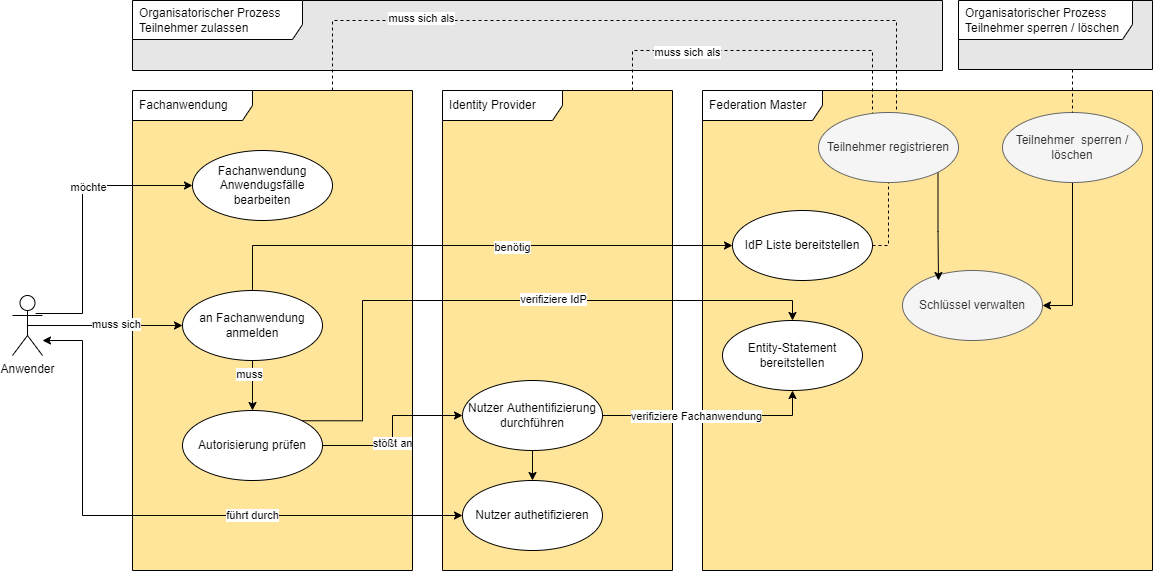 Organisatorischer Prozess
Teilnehmer zulassen
muss sich als
muss sich als
Organisatorischer Prozess
Teilnehmer sperren / löschen
Fachanwendung
Identity Provider
Federation Master
Fachanwendung
Anwendugsfälle
bearbeiten
Teilnehmer registrieren
Teilnehmer sperren /
löschen
möchte
benötig
IdP Liste bereitstellen
verifiziere IdP
Schlüssel verwalten
muss sich
an Fachanwendung
anmelden
Anwender
Entity-Statement
bereitstellen
muss
Autorisierung prüfen
stößt an
Nutzer Authentifizierung
durchführen
verifiziere Fachanwendung
führt durch
Nutzer authetifizieren